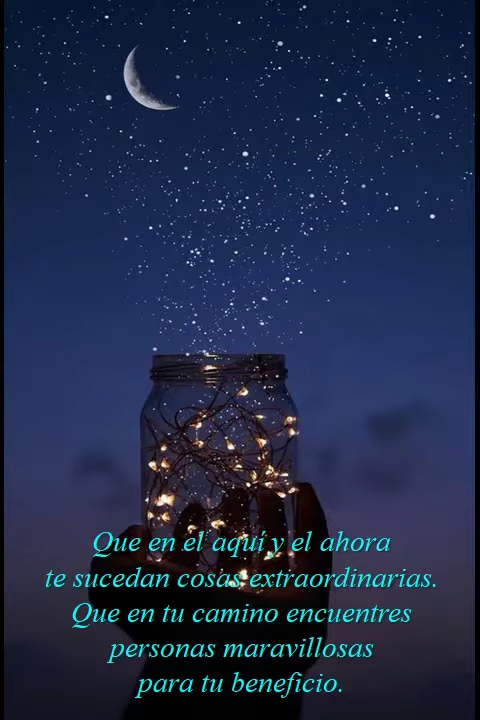 Que en el aquí y el ahora
te sucedan cosas extraordinarias.
Que en tu camino encuentres
personas maravillosas
para tu beneficio.